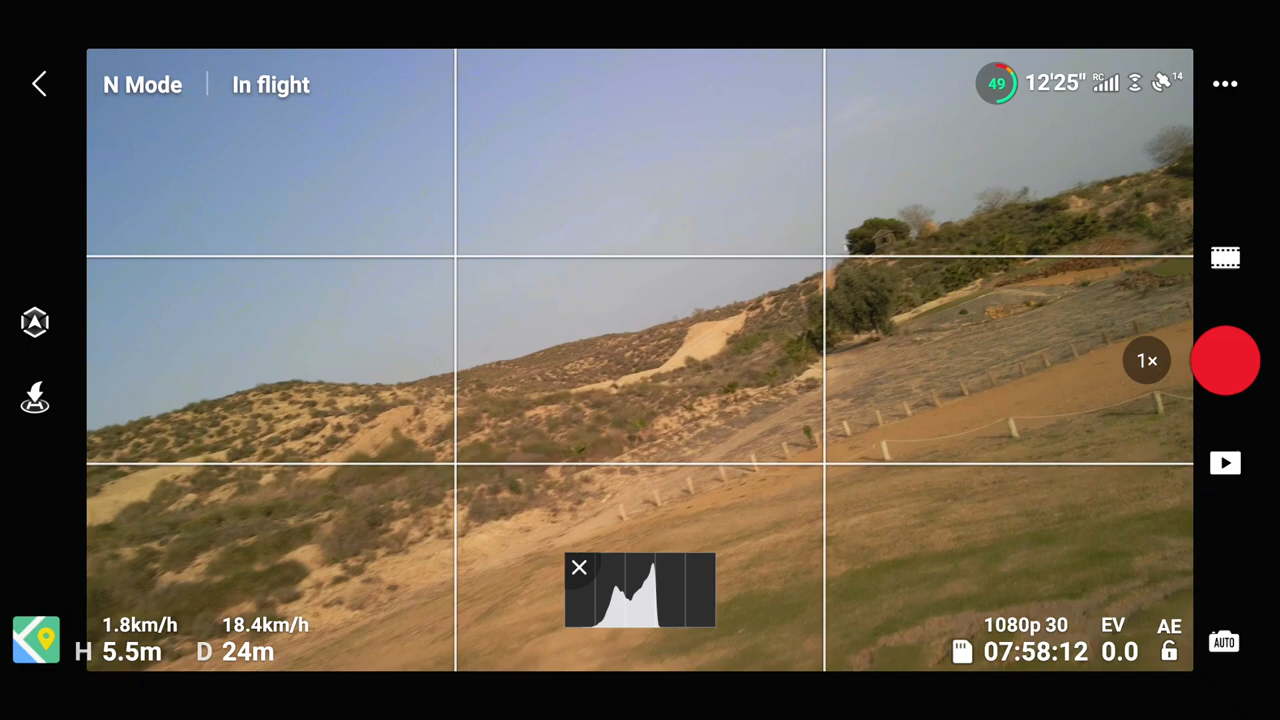 N Mode In flight 49 12'25" RC 14
1×
1.8km/h 18.4km/h
H 5.5m D 24m
1080p 30 EV AE
07:58:12 0.0
AUTO